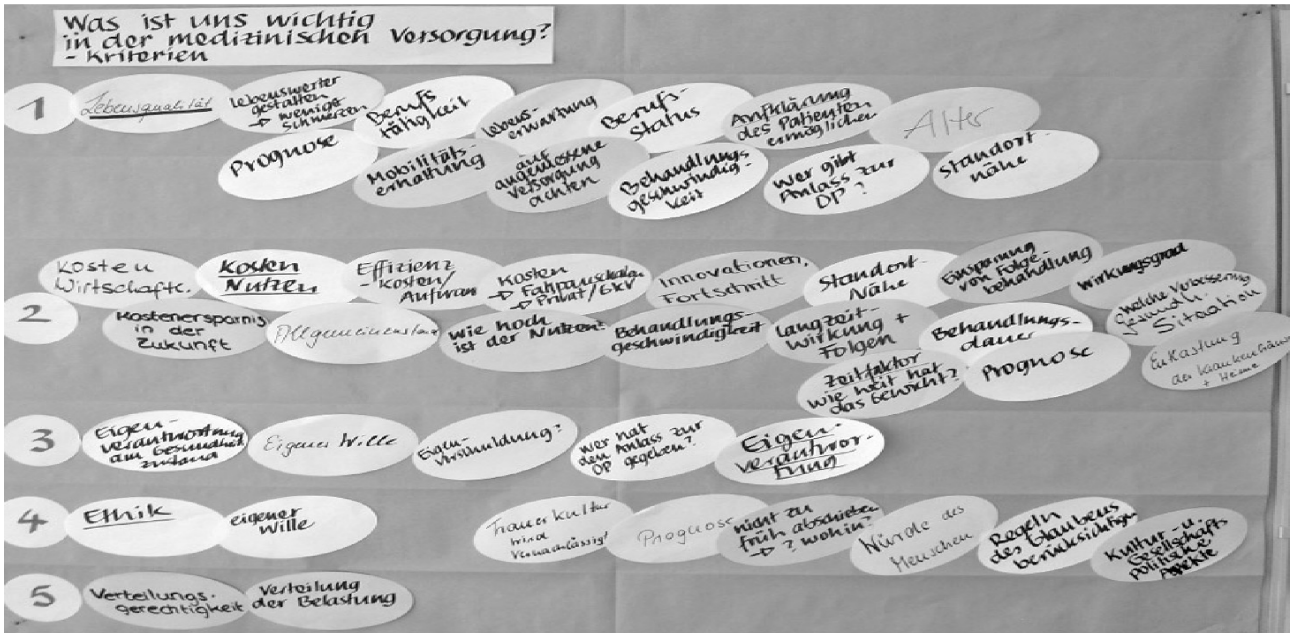 Was ist uns wichtig
in der medizinischen Versorgung?
- Kriterien
1
Lebensqualität
Lebenswerter
gestalten
→ weniger
Schmerzen
Berufs
tätigkeit
Lebens-
erwartung
Berufs-
Status
Aufklärung
des Patienten
ermöglichen
Alter
Prognose
Mobilitäts-
erhaltung
auf
angemessene
Versorgung
achten
Behandlungs
geschwindig-
keit
Wer gibt
Anlass zur
OP?
Standort-
nähe
2
Kosten
Wirtschaftl.
Kosten
Nutzen
Effizienz
- Kosten/
Aufwan
Kosten
→ Fallpauschalen
→ Privat/GKV
Innovationen,
Fortschritt
Standort-
Nähe
Einsparung
von Folge-
behandlung
Wirkungsgrad
Kostenersparnis
in der
Zukunft
Allgemeinzustand
wie hoch
ist der Nutzen?
Behandlungs-
geschwindigkeit
Langzeit-
wirkung +
Folgen
Behandlungs-
dauer
welche Verbesserung
Gesundh.
Situation
Zeitfaktor
wie weit hat
das Gewicht?
Prognose
Entlastung
der Krankenhäuser
+ Heime
3
Eigen-
verantwortung
am Gesundheits
zustand
Eigener Wille
Eigen-
verschuldung?
wer hat
den Anlass zur
OP gegeben?
Eigen-
verantwor-
tung
4
Ethik
eigener
Wille
Trauerkultur
wird
vernachlässigt
Prognose
nicht zu
früh abschieben
→ ? wohin?
Würde des
Menschen
Regeln
des Glaubens
berücksichtigen
Kultur- u.
Gesellschafts
politische
Aspekte
5
Verteilungs-
gerechtigkeit
Verteilung
der Belastung